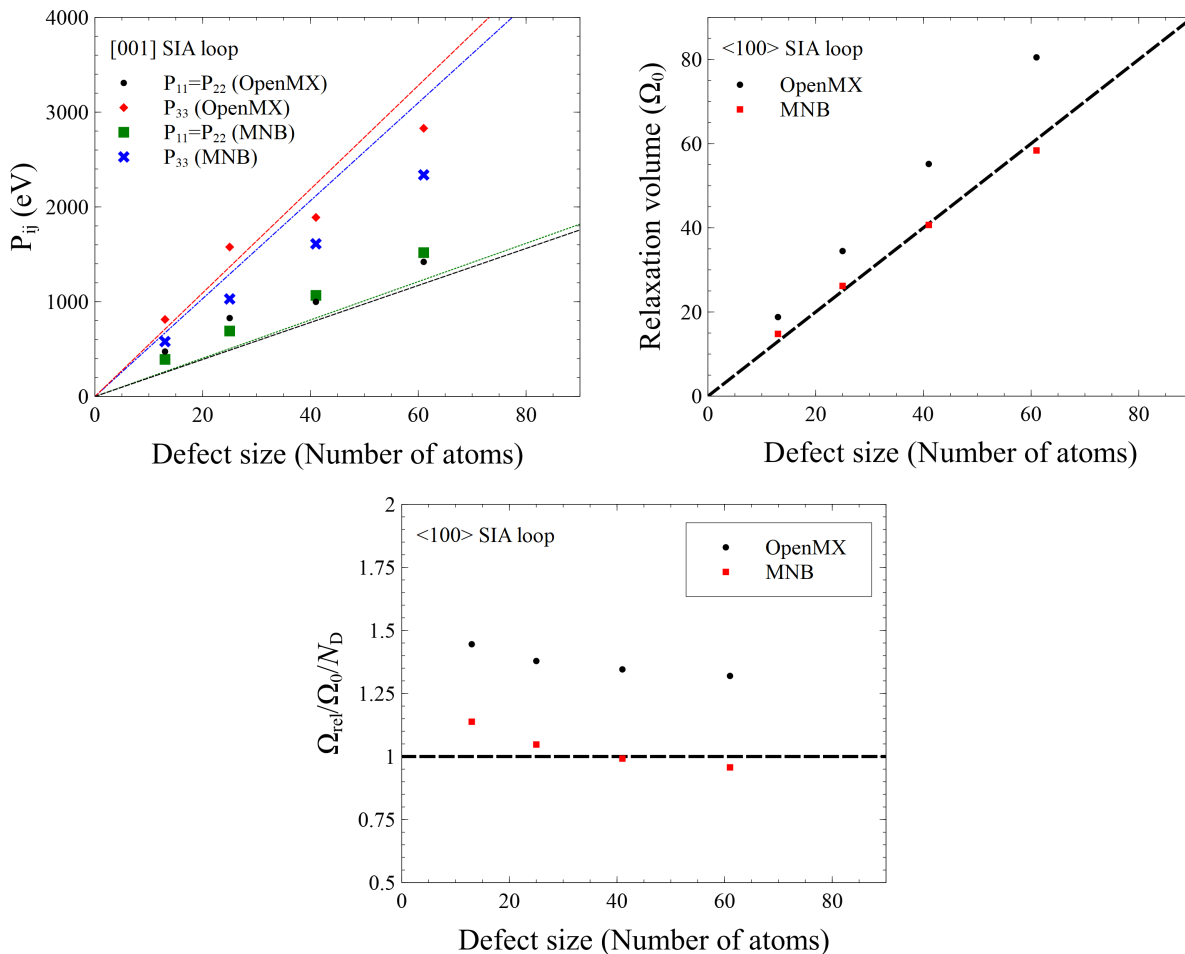 [001] SIA loop
P₁₁=P₂₂ (OpenMX)
P₃₃ (OpenMX)
P₁₁=P₂₂ (MNB)
P₃₃ (MNB)
Pᵢⱼ (eV)
4000
3000
2000
1000
0
0 20 40 60 80
Defect size (Number of atoms)
<100> SIA loop
OpenMX
MNB
Relaxation volume (Ω₀)
80
60
40
20
0
0 20 40 60 80
Defect size (Number of atoms)
<100> SIA loop
OpenMX
MNB
Ω_rel/Ω₀/N_D
2
1.75
1.5
1.25
1
0.75
0.5
0 20 40 60 80
Defect size (Number of atoms)